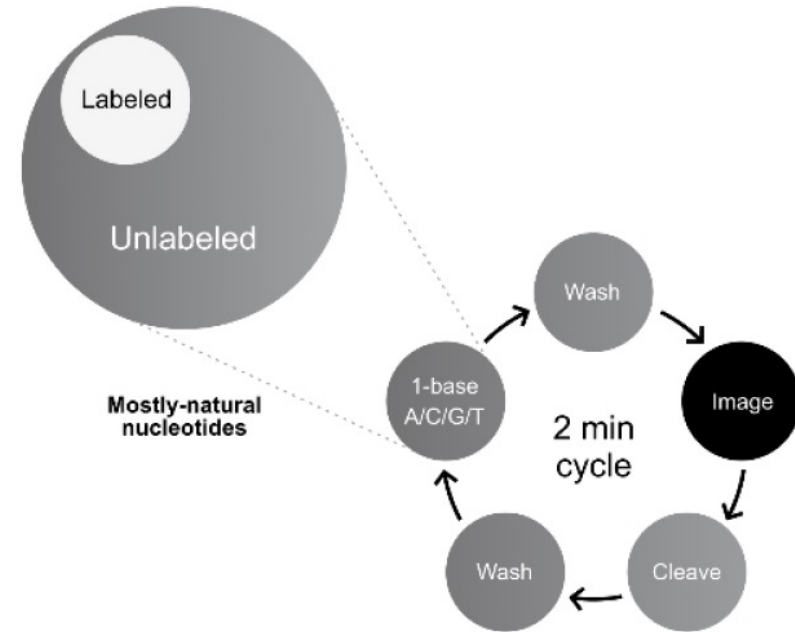 Labeled
Unlabeled
Mostly-natural
nucleotides
Wash
1-base
A/C/G/T
Image
2 min
cycle
Wash
Cleave